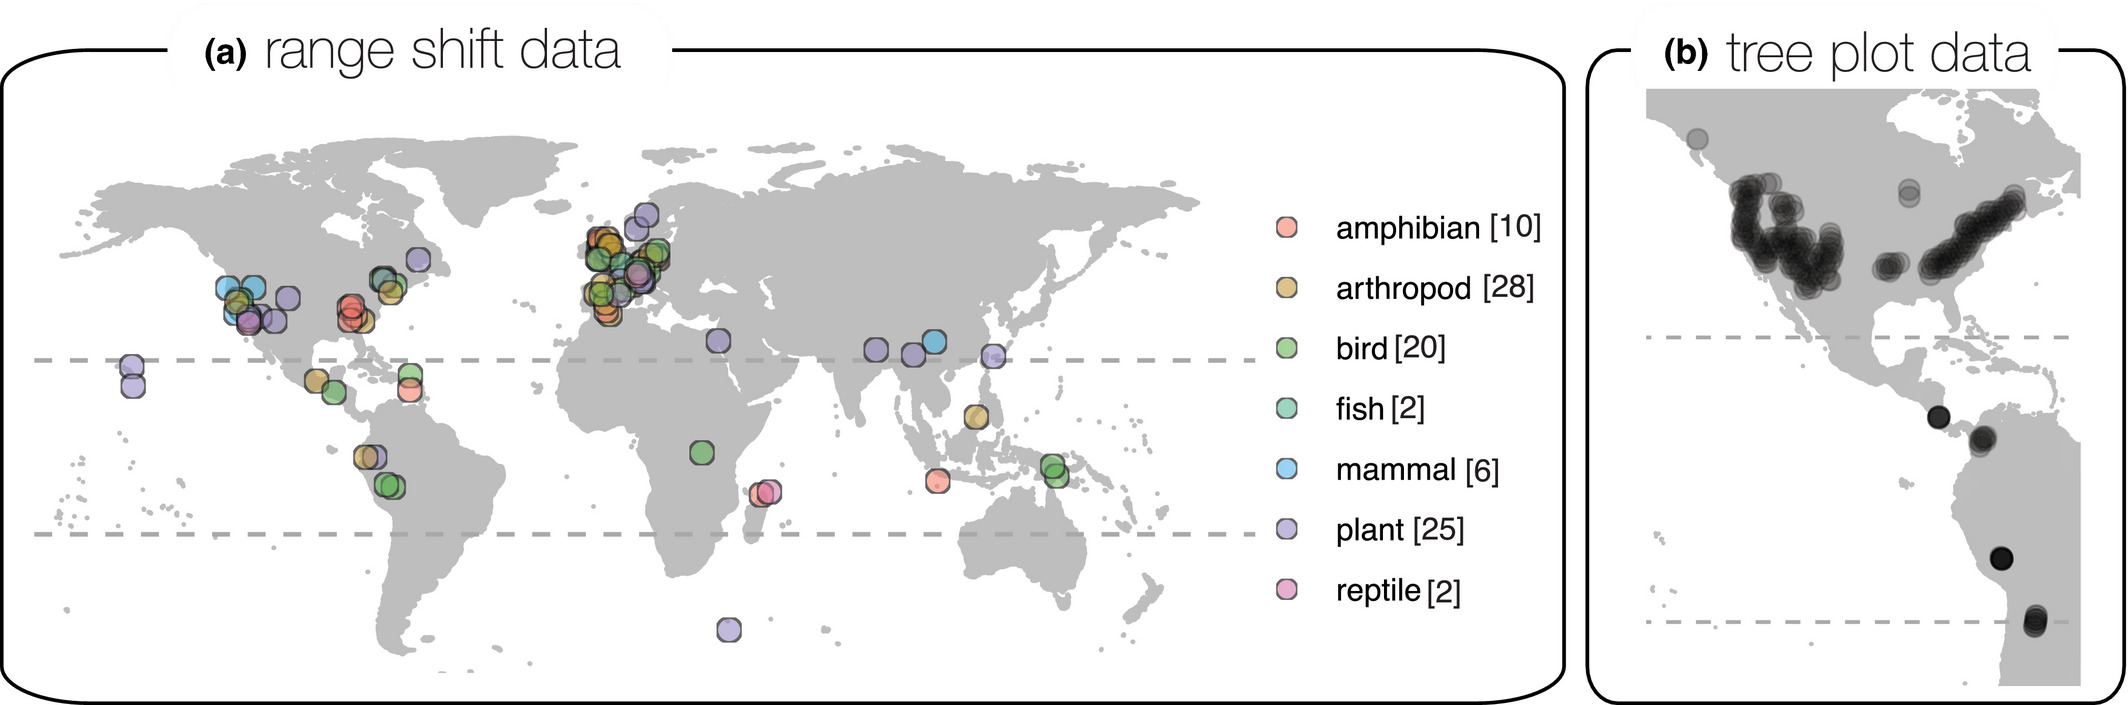 (a) range shift data
amphibian [10]
arthropod [28]
bird [20]
fish [2]
mammal [6]
plant [25]
reptile [2]
(b) tree plot data